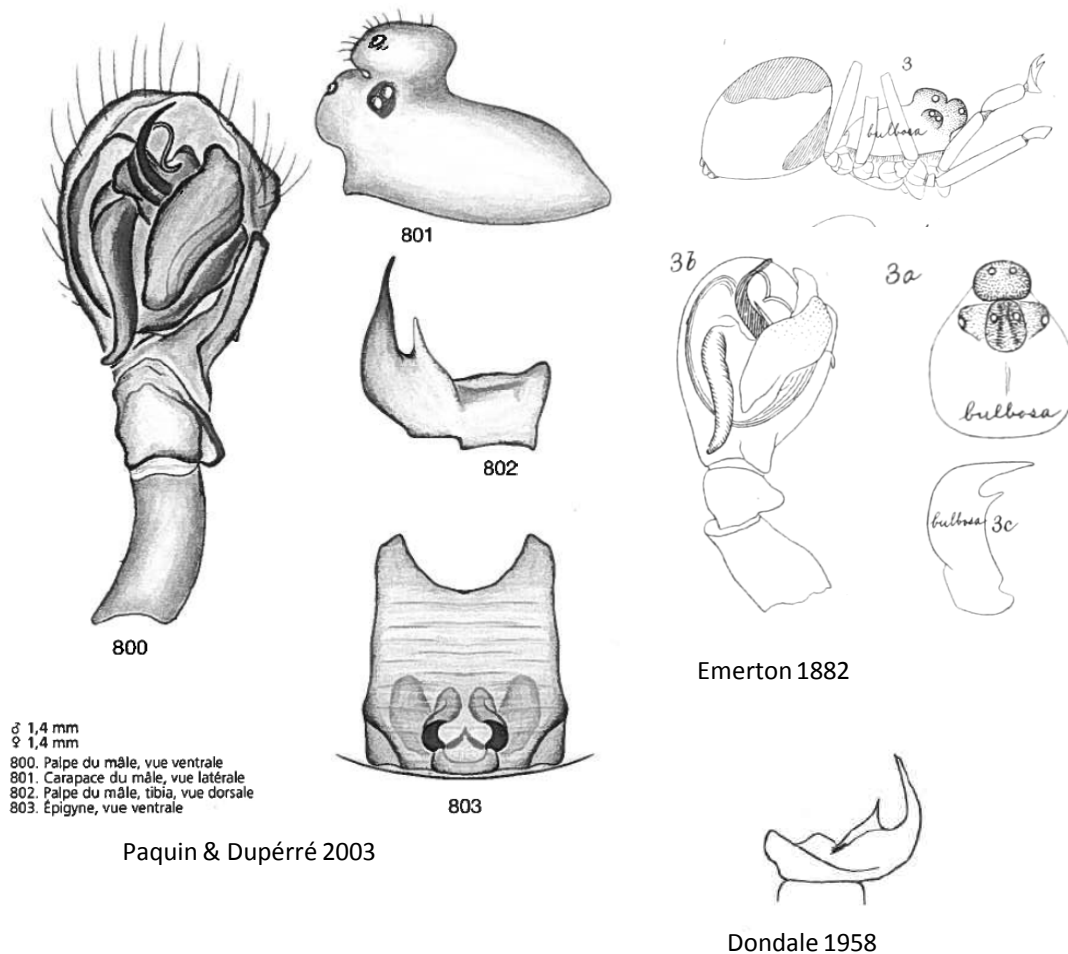 801
800
802
803
♂ 1,4 mm
♀ 1,4 mm
800. Palpe du mâle, vue ventrale
801. Carapace du mâle, vue latérale
802. Palpe du mâle, tibia, vue dorsale
803. Épigyne, vue ventrale
Paquin & Dupérré 2003
3
bulbosa
3b
3a
bulbosa
bulbosa 3c
Emerton 1882
Dondale 1958